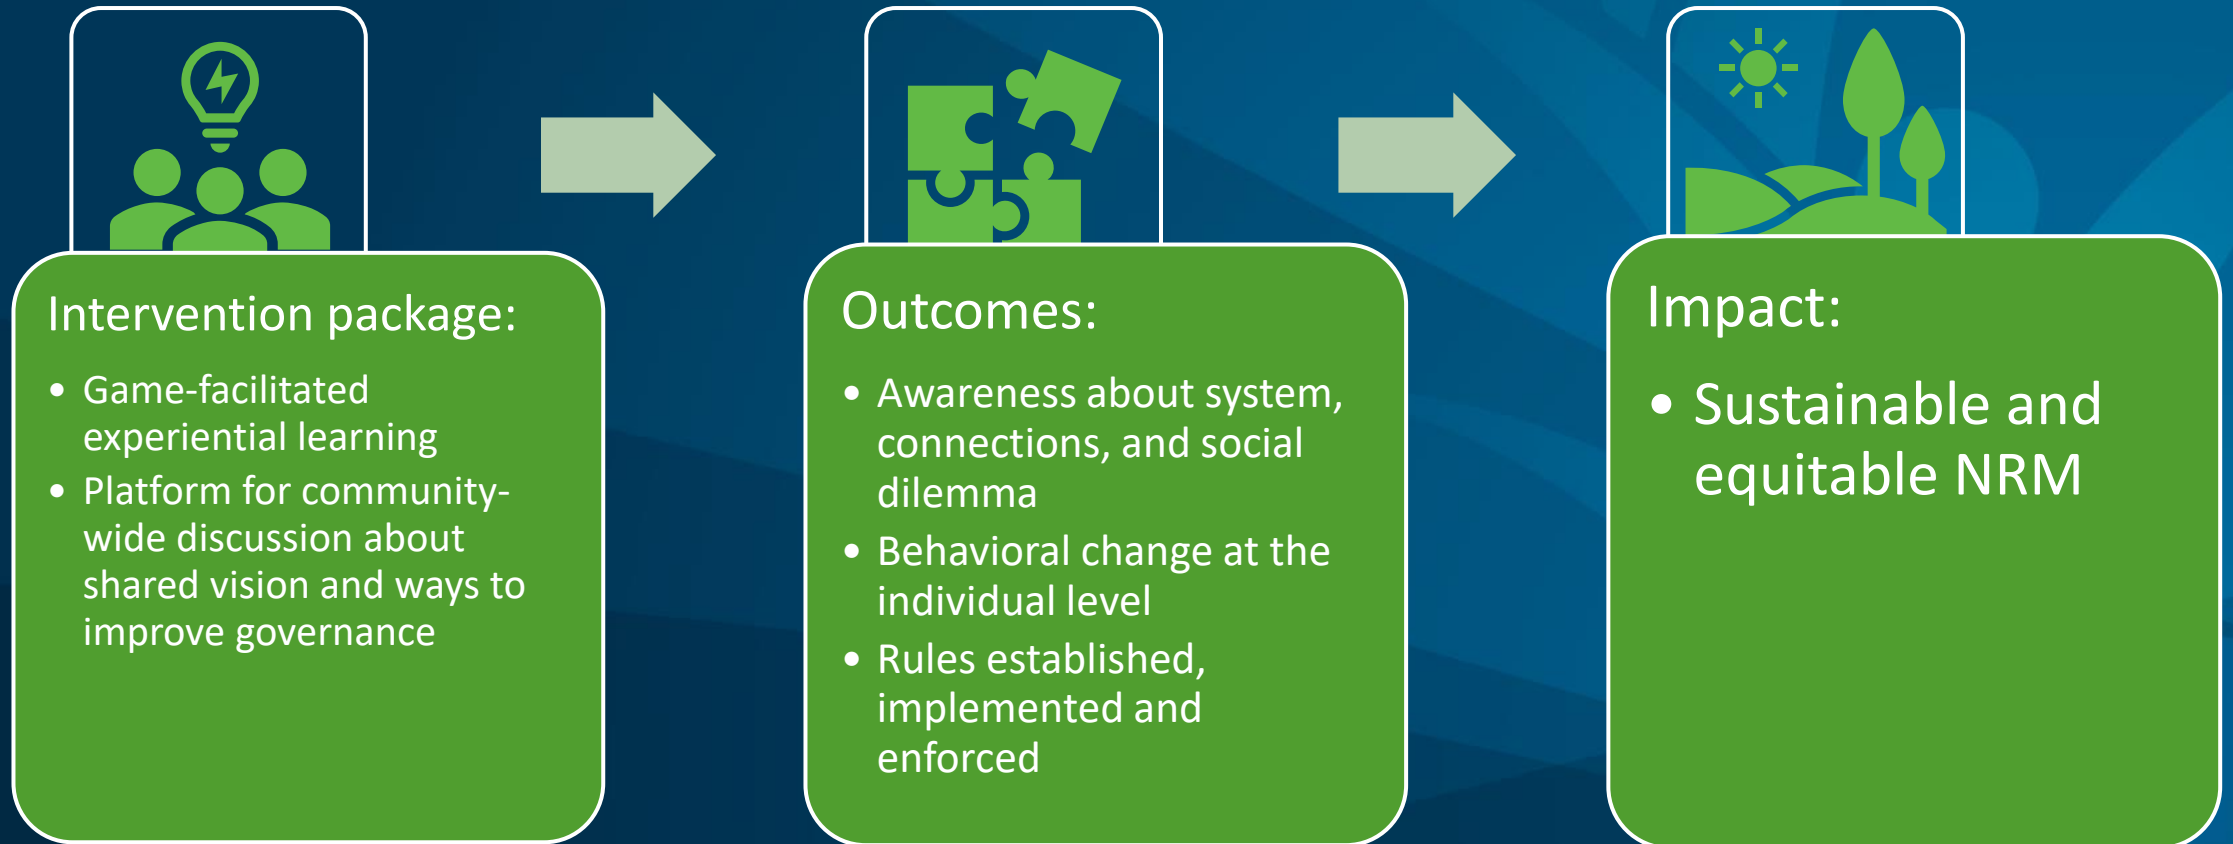 Intervention package:
• Game-facilitated
experiential learning
• Platform for community-
wide discussion about
shared vision and ways to
improve governance
Outcomes:
• Awareness about system,
connections, and social
dilemma
• Behavioral change at the
individual level
• Rules established,
implemented and
enforced
Impact:
• Sustainable and
equitable NRM